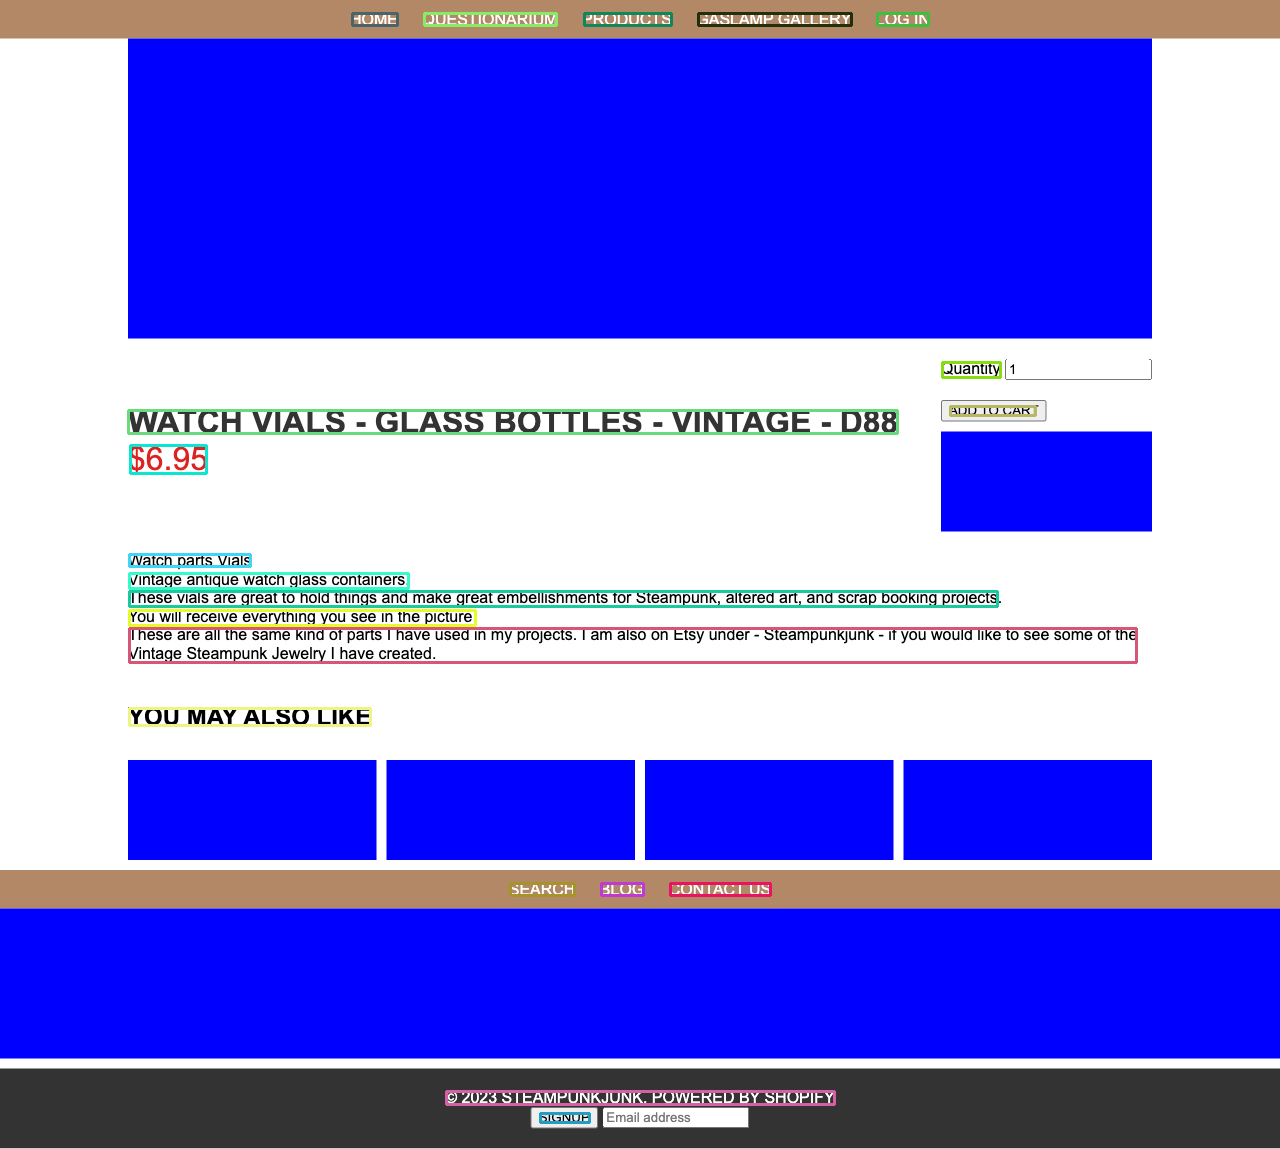 HOME QUESTIONARIUM PRODUCTS GASLAMP GALLERY LOG IN
Quantity 1
ADD TO CART
WATCH VIALS - GLASS BOTTLES - VINTAGE - D88
$6.95
Watch parts Vials
Vintage antique watch glass containers.
These vials are great to hold things and make great embellishments for Steampunk, altered art, and scrap booking projects.
You will receive everything you see in the picture.
These are all the same kind of parts I have used in my projects. I am also on Etsy under - Steampunkjunk - if you would like to see some of the
Vintage Steampunk Jewelry I have created.
YOU MAY ALSO LIKE
SEARCH BLOG CONTACT US
© 2023 STEAMPUNKJUNK. POWERED BY SHOPIFY
SIGNUP Email address